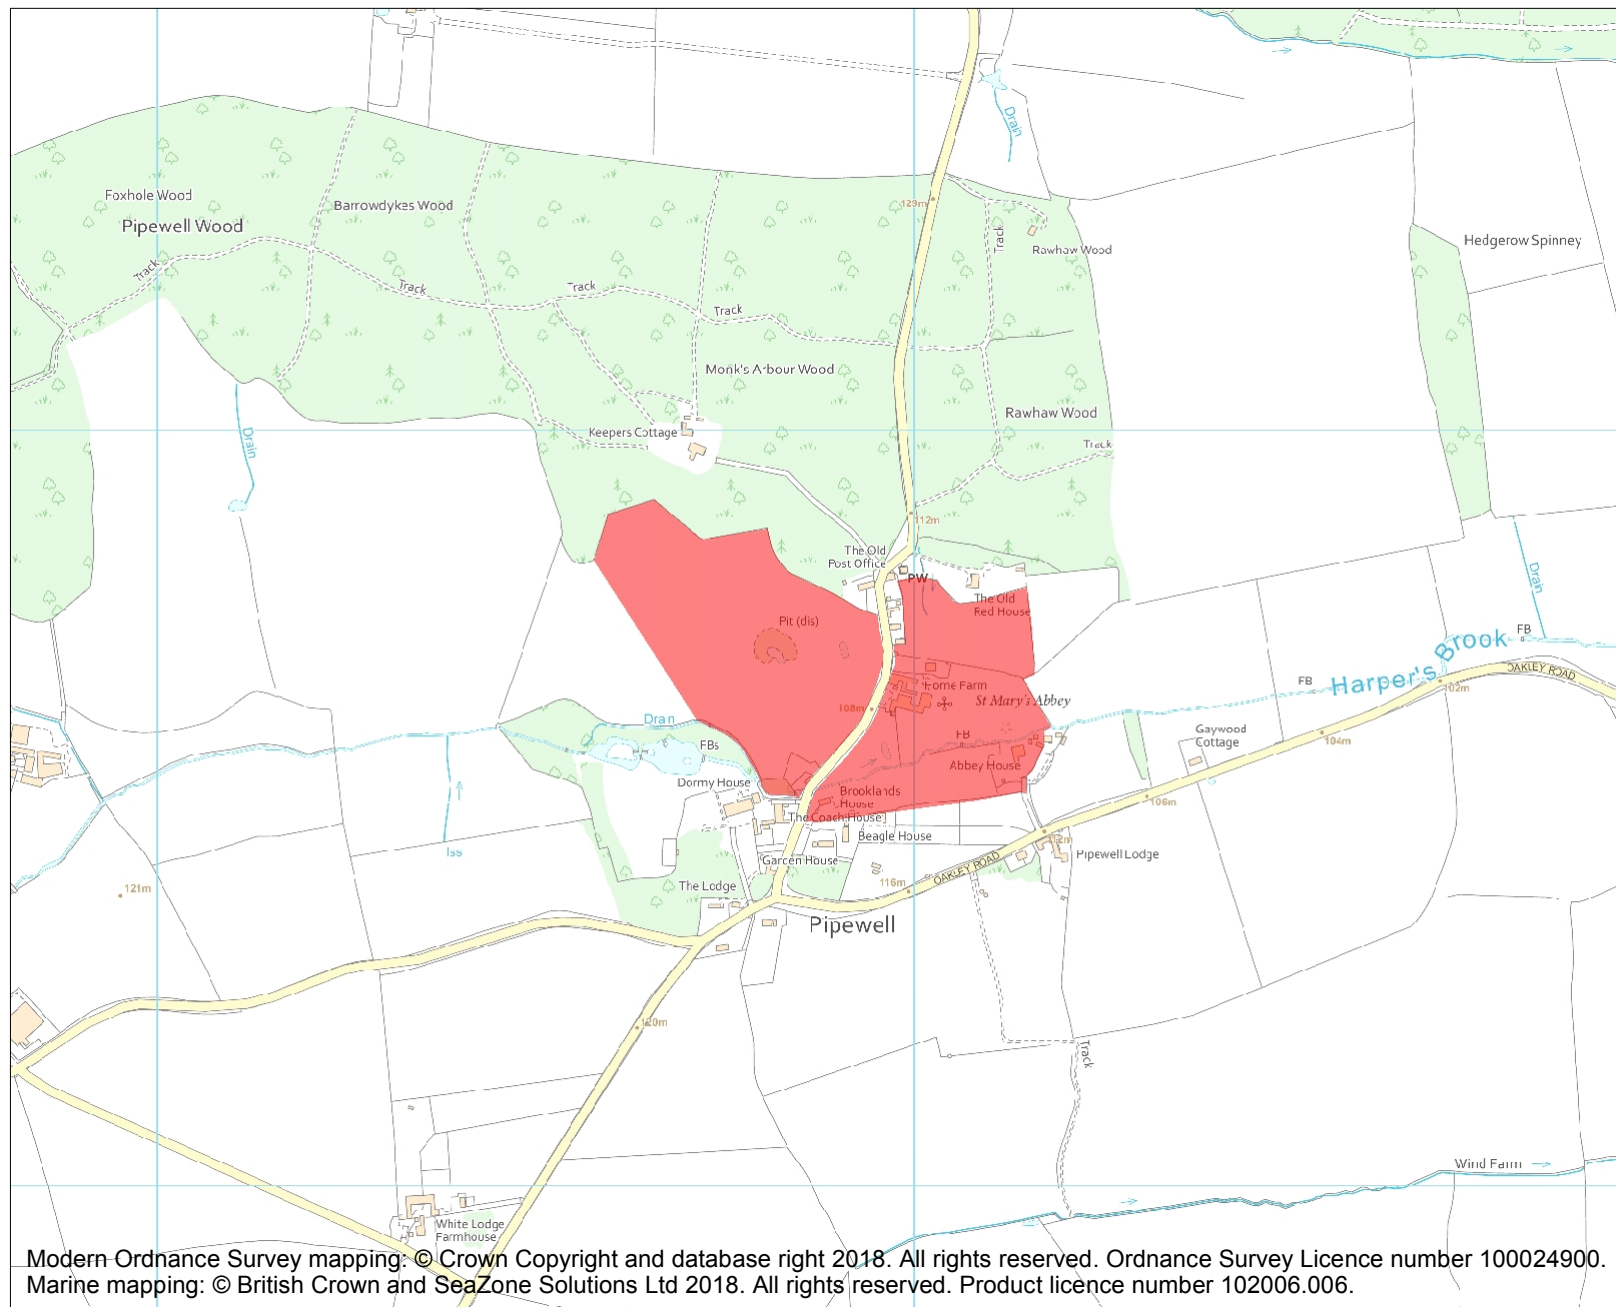 Drain
Foxhole Wood
Pipewell Wood
Barrowdykes Wood
129m
Track
Rawhaw Wood
Hedgerow Spinney
Track
Track
Track
Track
Monk's Arbour Wood
Rawhaw Wood
Keepers Cottage
Track
Drain
112m
The Old
Post Office
PW
Drain
The Old
Red House
Pit (dis)
FB
Harper's Brook
OAKLEY ROAD
Home Farm
FB
102m
St Mary's Abbey
108m
Drain
FBs
FB
Gaywood
Cottage
104m
Abbey House
Dormy House
Brooklands
House
106m
The Coach House
Beagle House
112m
Iss
Garden House
Pipewell Lodge
OAKLEY ROAD
121m
The Lodge
116m
Pipewell
120m
Track
Wind Farm
White Lodge
Farmhouse
Modern Ordnance Survey mapping: © Crown Copyright and database right 2018. All rights reserved. Ordnance Survey Licence number 100024900.
Marine mapping: © British Crown and SeaZone Solutions Ltd 2018. All rights reserved. Product licence number 102006.006.